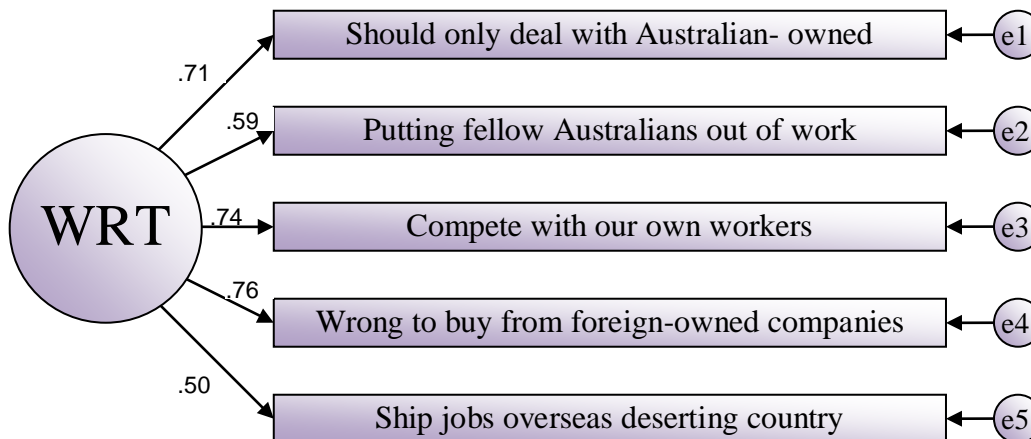 Should only deal with Australian- owned
e1
.71
.59
Putting fellow Australians out of work
e2
WRT
.74
Compete with our own workers
e3
.76
Wrong to buy from foreign-owned companies
e4
.50
Ship jobs overseas deserting country
e5